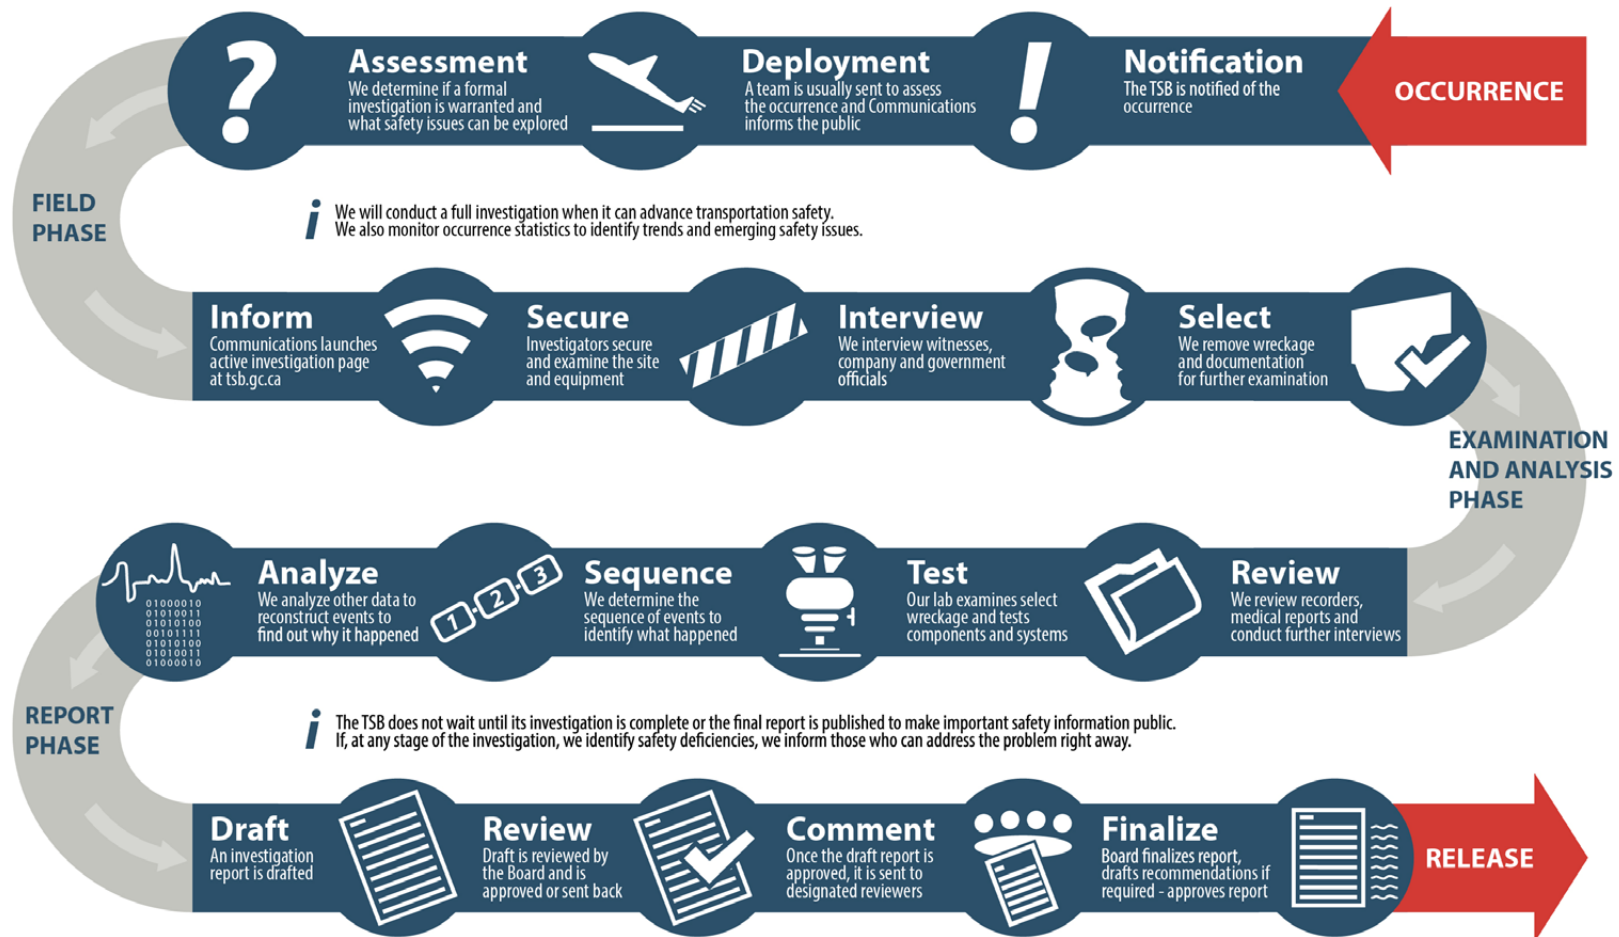 OCCURRENCE
Notification
The TSB is notified of the
occurrence
Deployment
A team is usually sent to assess
the occurrence and Communications
informs the public
Assessment
We determine if a formal
investigation is warranted and
what safety issues can be explored
?
!
FIELD
PHASE
i
We will conduct a full investigation when it can advance transportation safety.
We also monitor occurrence statistics to identify trends and emerging safety issues.
Inform
Communications launches
active investigation page
at tsb.gc.ca
Secure
Investigators secure
and examine the site
and equipment
Interview
We interview witnesses,
company and government
officials
Select
We remove wreckage
and documentation
for further examination
EXAMINATION
AND ANALYSIS
PHASE
Review
We review recorders,
medical reports and
conduct further interviews
Test
Our lab examines select
wreckage and tests
components and systems
Sequence
We determine the
sequence of events to
identify what happened
1 2 3
Analyze
We analyze other data to
reconstruct events to
find out why it happened
01000010
01010011
01010100
00101111
01010100
01010011
01000010
REPORT
PHASE
i
The TSB does not wait until its investigation is complete or the final report is published to make important safety information public.
If, at any stage of the investigation, we identify safety deficiencies, we inform those who can address the problem right away.
Draft
An investigation
report is drafted
Review
Draft is reviewed by
the Board and is
approved or sent back
Comment
Once the draft report is
approved, it is sent to
designated reviewers
Finalize
Board finalizes report,
drafts recommendations if
required - approves report
RELEASE